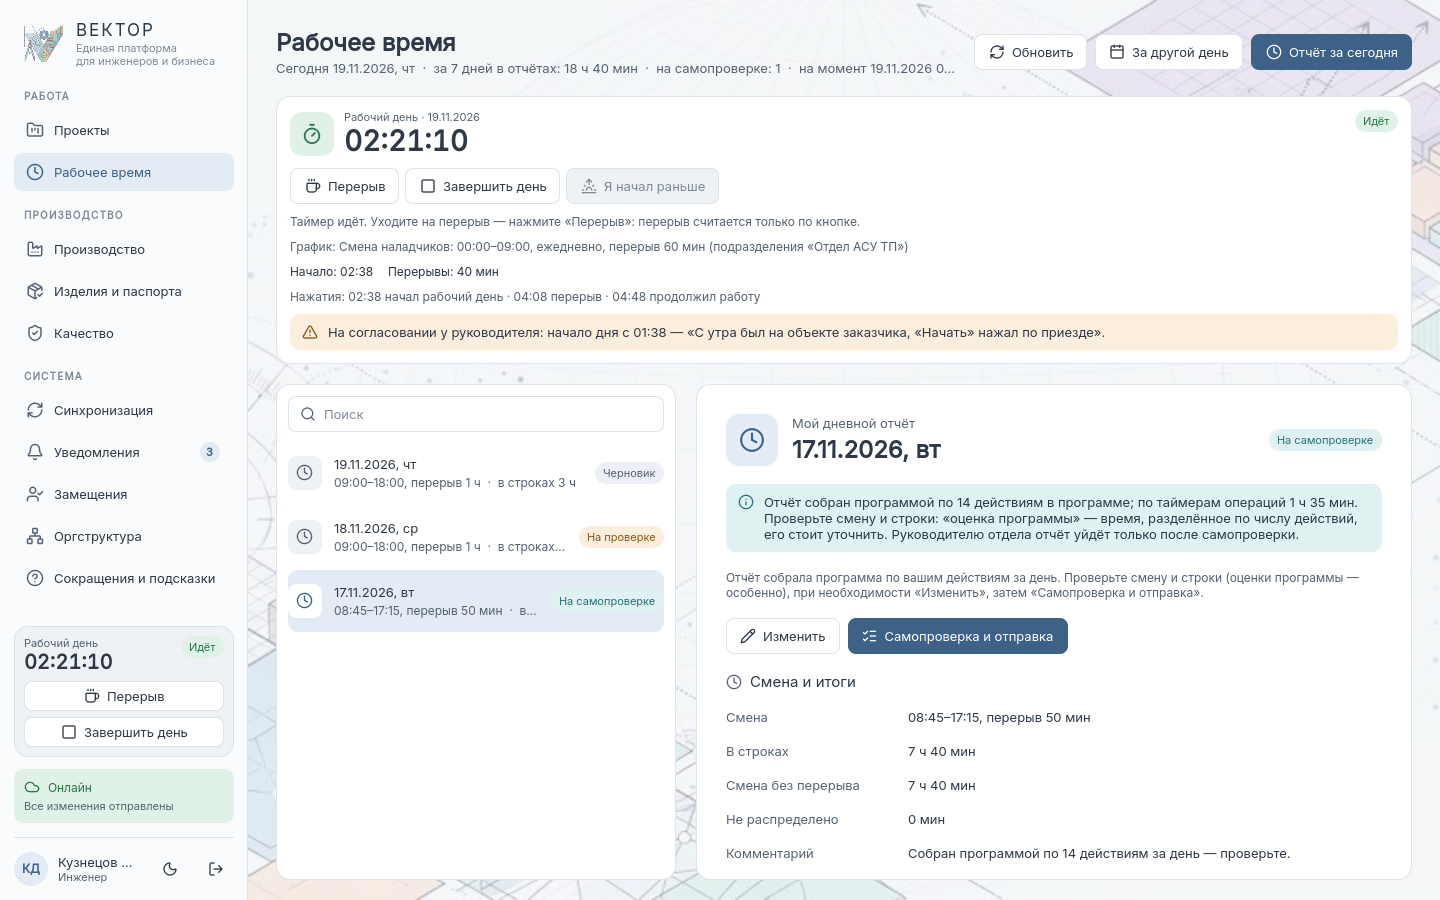 ВЕКТОР
Единая платформа
для инженеров и бизнеса
РАБОТА
Проекты
Рабочее время
ПРОИЗВОДСТВО
Производство
Изделия и паспорта
Качество
СИСТЕМА
Синхронизация
Уведомления 3
Замещения
Оргструктура
Сокращения и подсказки
Рабочий день Идёт
02:21:10
Перерыв
Завершить день
Онлайн
Все изменения отправлены
КД Кузнецов ...
Инженер
Рабочее время
Сегодня 19.11.2026, чт · за 7 дней в отчётах: 18 ч 40 мин · на самопроверке: 1 · на момент 19.11.2026 0...
Обновить За другой день Отчёт за сегодня
Рабочий день · 19.11.2026 Идёт
02:21:10
Перерыв Завершить день Я начал раньше
Таймер идёт. Уходите на перерыв — нажмите «Перерыв»: перерыв считается только по кнопке.
График: Смена наладчиков: 00:00–09:00, ежедневно, перерыв 60 мин (подразделения «Отдел АСУ ТП»)
Начало: 02:38 Перерывы: 40 мин
Нажатия: 02:38 начал рабочий день · 04:08 перерыв · 04:48 продолжил работу
На согласовании у руководителя: начало дня с 01:38 — «С утра был на объекте заказчика, «Начать» нажал по приезде».
Поиск
19.11.2026, чт Черновик
09:00–18:00, перерыв 1 ч · в строках 3 ч
18.11.2026, ср На проверке
09:00–18:00, перерыв 1 ч · в строках...
17.11.2026, вт На самопроверке
08:45–17:15, перерыв 50 мин · в...
Мой дневной отчёт
17.11.2026, вт На самопроверке
Отчёт собран программой по 14 действиям в программе; по таймерам операций 1 ч 35 мин.
Проверьте смену и строки: «оценка программы» — время, разделённое по числу действий,
его стоит уточнить. Руководителю отдела отчёт уйдёт только после самопроверки.
Отчёт собрала программа по вашим действиям за день. Проверьте смену и строки (оценки программы —
особенно), при необходимости «Изменить», затем «Самопроверка и отправка».
Изменить Самопроверка и отправка
Смена и итоги
Смена 08:45–17:15, перерыв 50 мин
В строках 7 ч 40 мин
Смена без перерыва 7 ч 40 мин
Не распределено 0 мин
Комментарий Собран программой по 14 действиям за день — проверьте.